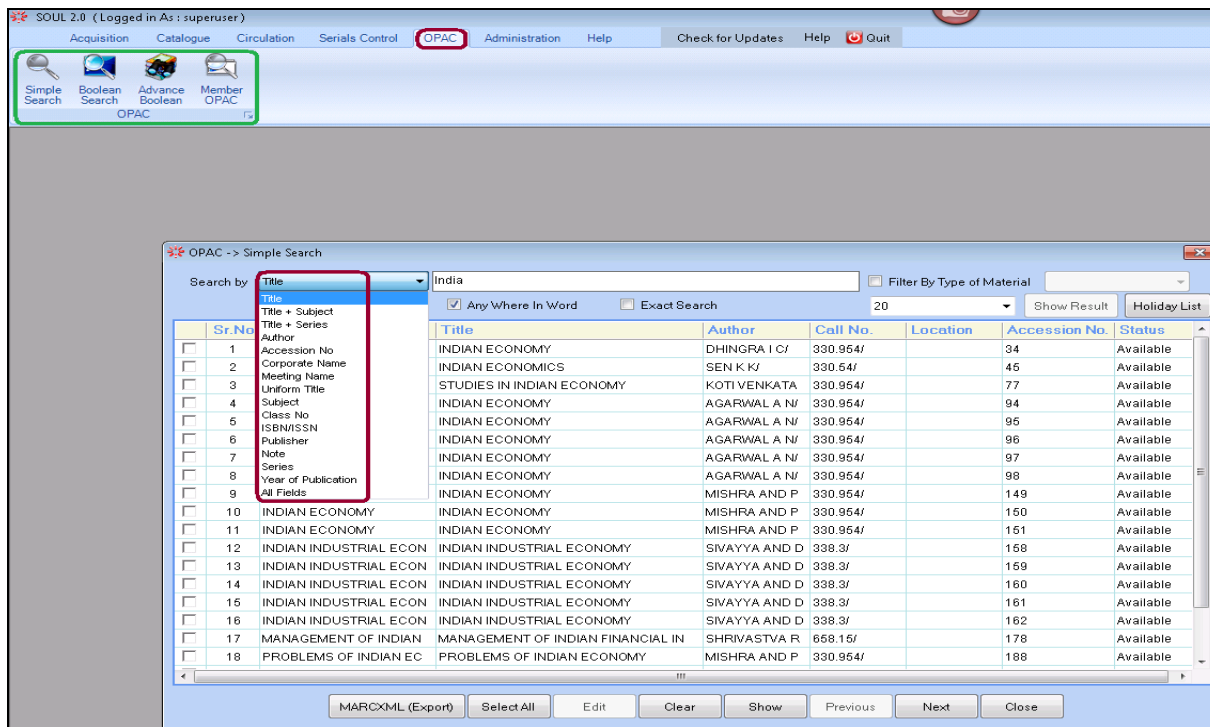 SOUL 2.0 ( Logged in As : superuser )
Acquisition Catalogue Circulation Serials Control OPAC Administration Help Check for Updates Help Quit
Simple Search Boolean Search Advance Boolean Member OPAC
OPAC
OPAC -> Simple Search
Search by Title India Filter By Type of Material
Any Where In Word Exact Search 20 Show Result Holiday List
Title
Title + Subject
Title + Series
Author
Accession No
Corporate Name
Meeting Name
Uniform Title
Subject
Class No
ISBN/ISSN
Publisher
Note
Series
Year of Publication
All Fields
Sr.No Title Author Call No. Location Accession No. Status
1 INDIAN ECONOMY DHINGRA I C/ 330.954/ 34 Available
2 INDIAN ECONOMICS SEN K K/ 330.54/ 45 Available
3 STUDIES IN INDIAN ECONOMY KOTI VENKATA 330.954/ 77 Available
4 INDIAN ECONOMY AGARWAL A N/ 330.954/ 94 Available
5 INDIAN ECONOMY AGARWAL A N/ 330.954/ 95 Available
6 INDIAN ECONOMY AGARWAL A N/ 330.954/ 96 Available
7 INDIAN ECONOMY AGARWAL A N/ 330.954/ 97 Available
8 INDIAN ECONOMY AGARWAL A N/ 330.954/ 98 Available
9 INDIAN ECONOMY MISHRA AND P 330.954/ 149 Available
10 INDIAN ECONOMY INDIAN ECONOMY MISHRA AND P 330.954/ 150 Available
11 INDIAN ECONOMY INDIAN ECONOMY MISHRA AND P 330.954/ 151 Available
12 INDIAN INDUSTRIAL ECON INDIAN INDUSTRIAL ECONOMY SIVAYYA AND D 338.3/ 158 Available
13 INDIAN INDUSTRIAL ECON INDIAN INDUSTRIAL ECONOMY SIVAYYA AND D 338.3/ 159 Available
14 INDIAN INDUSTRIAL ECON INDIAN INDUSTRIAL ECONOMY SIVAYYA AND D 338.3/ 160 Available
15 INDIAN INDUSTRIAL ECON INDIAN INDUSTRIAL ECONOMY SIVAYYA AND D 338.3/ 161 Available
16 INDIAN INDUSTRIAL ECON INDIAN INDUSTRIAL ECONOMY SIVAYYA AND D 338.3/ 162 Available
17 MANAGEMENT OF INDIAN MANAGEMENT OF INDIAN FINANCIAL IN SHRIVASTVA R 658.15/ 178 Available
18 PROBLEMS OF INDIAN EC PROBLEMS OF INDIAN ECONOMY MISHRA AND P 330.954/ 188 Available
MARCXML (Export) Select All Edit Clear Show Previous Next Close